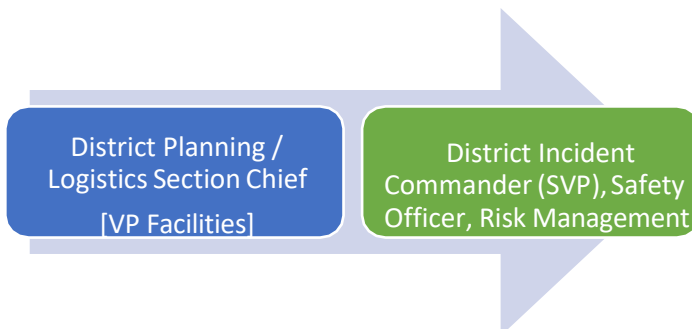 District Planning /
Logistics Section Chief
[VP Facilities]
District Incident
Commander (SVP), Safety
Officer, Risk Management